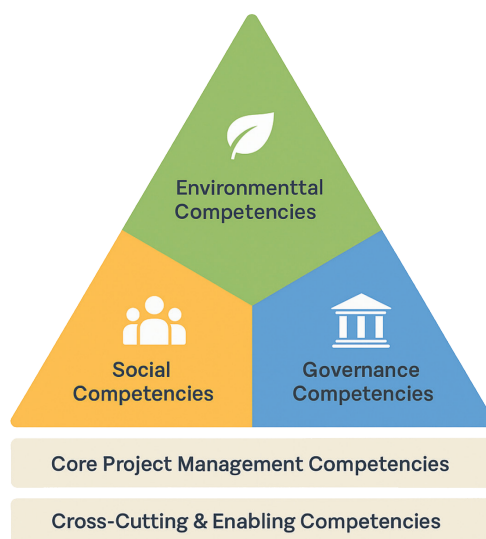 Environmenttal
Competencies
Social
Competencies
Governance
Competencies
Core Project Management Competencies
Cross-Cutting & Enabling Competencies